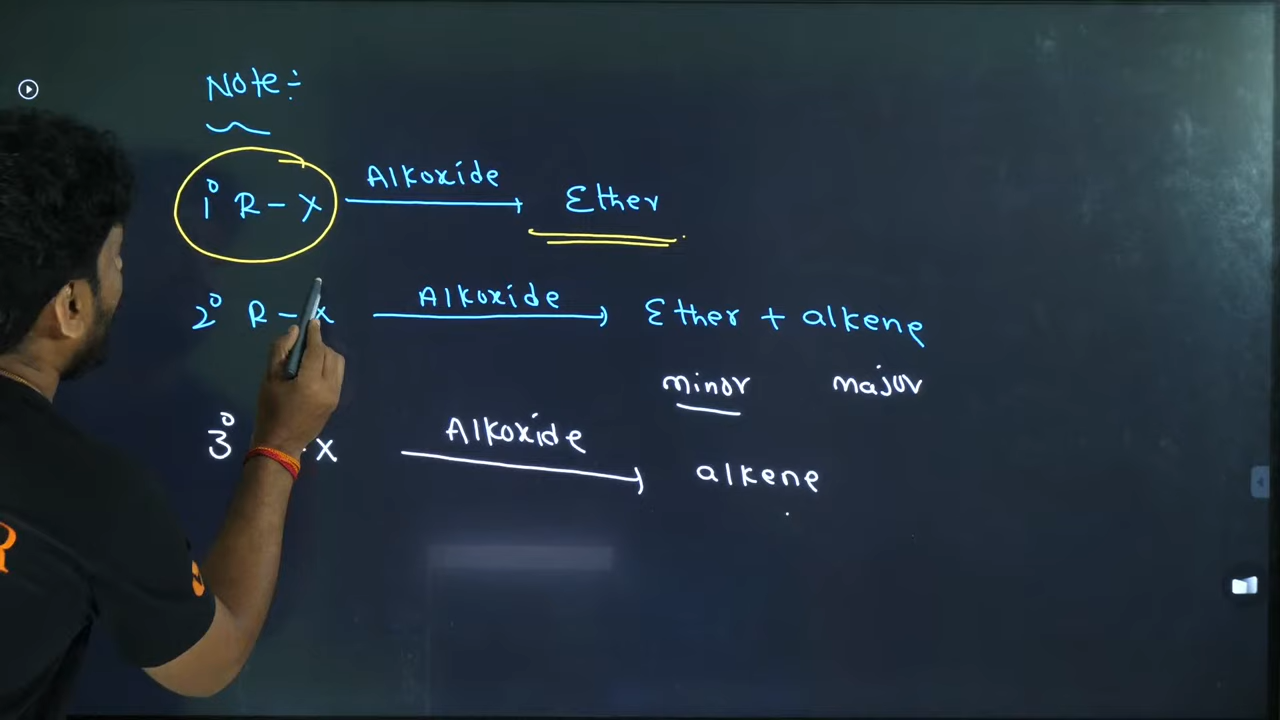 Note:-
1° R-X Alkoxide Ether
2° R-X Alkoxide Ether + alkene
minor major
3° -X Alkoxide alkene
R